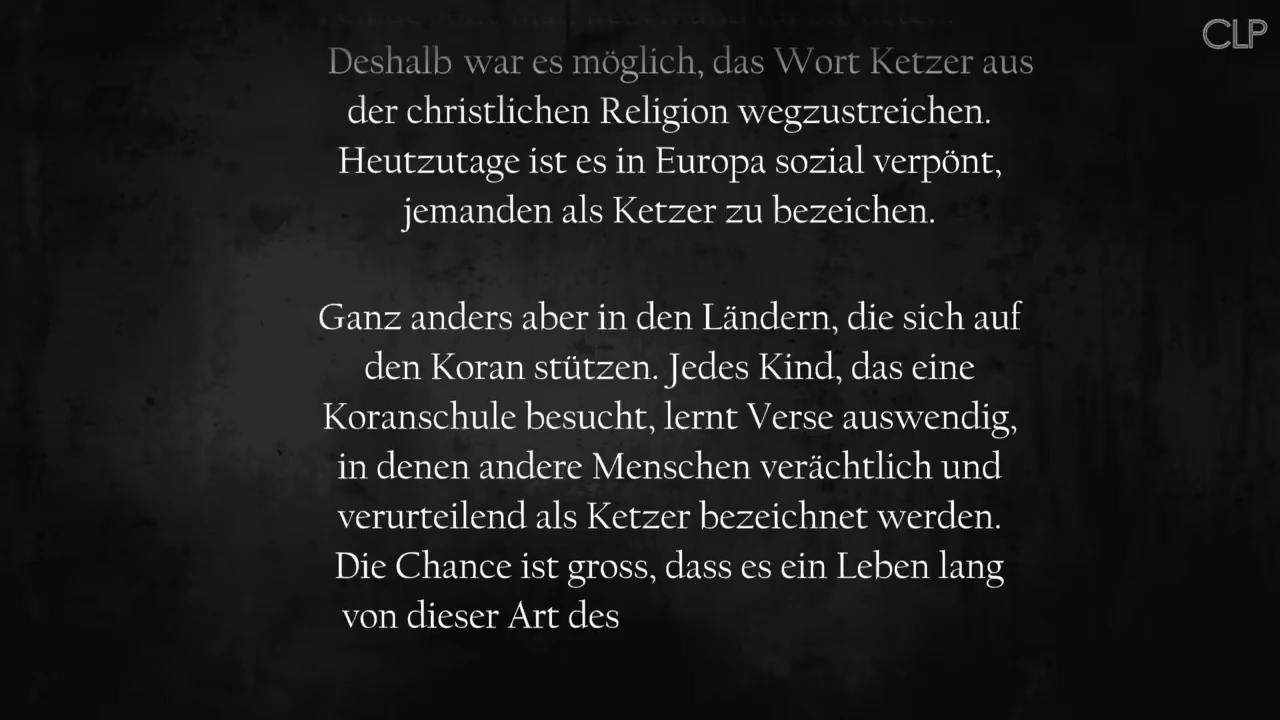 CLP
Deshalb war es möglich, das Wort Ketzer aus
der christlichen Religion wegzustreichen.
Heutzutage ist es in Europa sozial verpönt,
jemanden als Ketzer zu bezeichen.
Ganz anders aber in den Ländern, die sich auf
den Koran stützen. Jedes Kind, das eine
Koranschule besucht, lernt Verse auswendig,
in denen andere Menschen verächtlich und
verurteilend als Ketzer bezeichnet werden.
Die Chance ist gross, dass es ein Leben lang
von dieser Art des